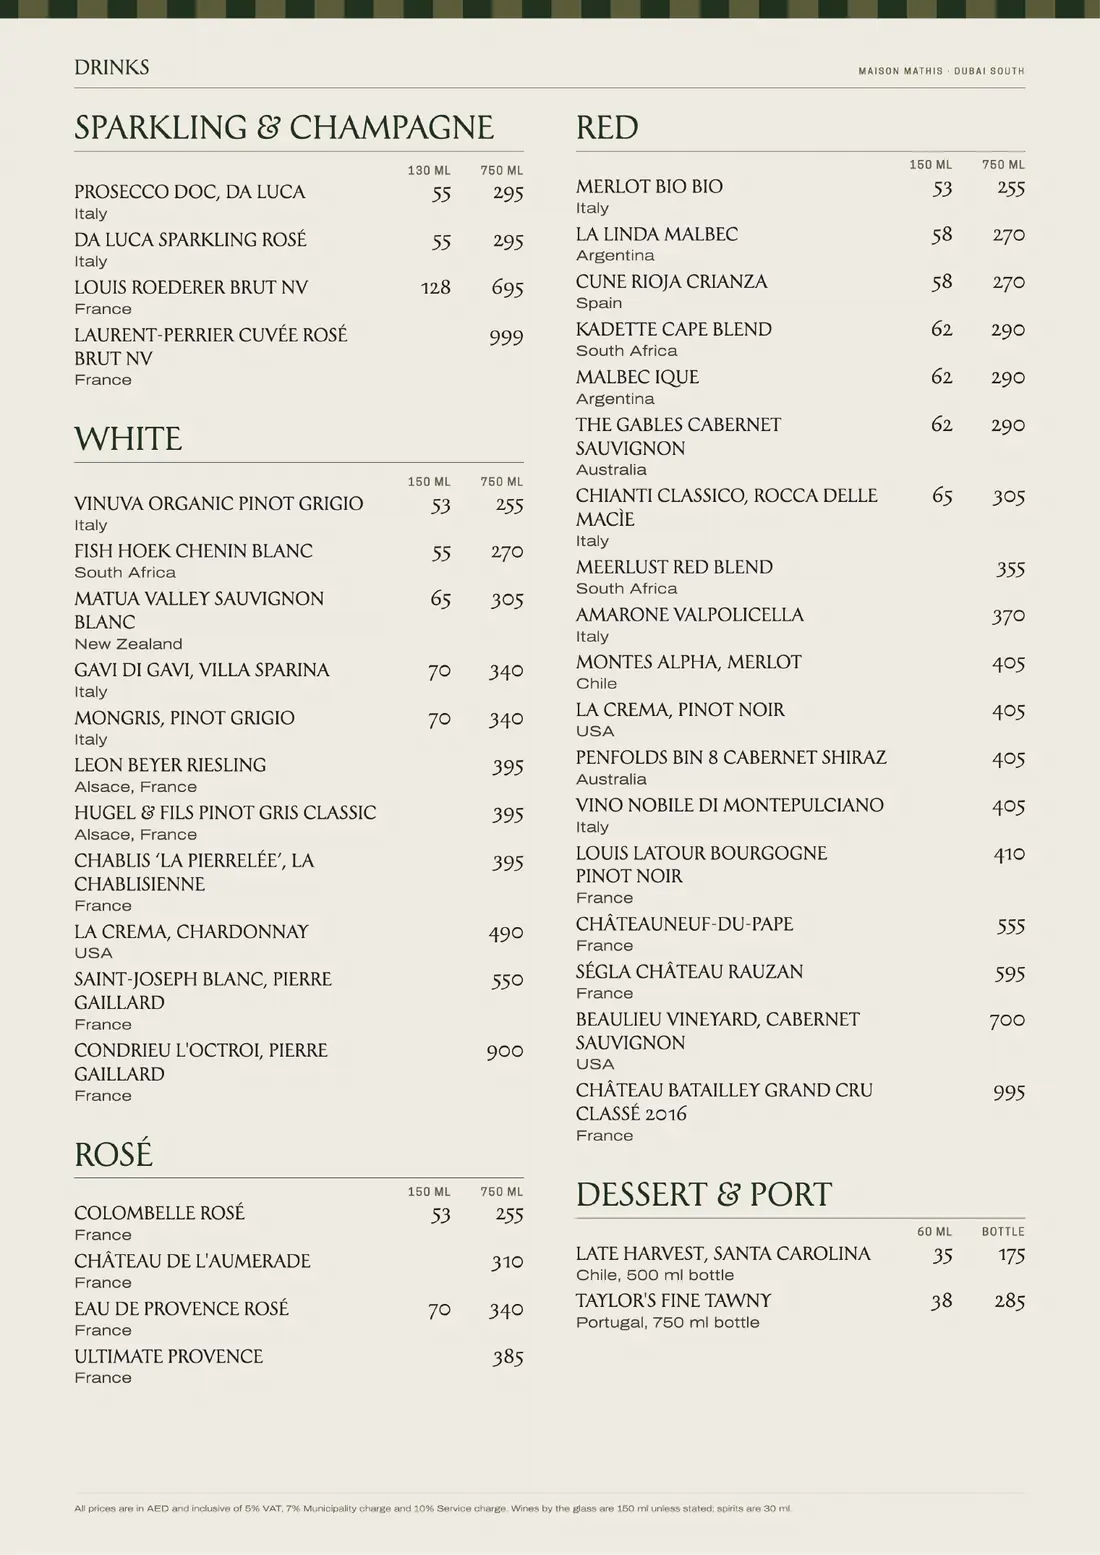 DRINKS
MAISON MATHIS · DUBAI SOUTH
SPARKLING & CHAMPAGNE
130 ML 750 ML
PROSECCO DOC, DA LUCA 55 295
Italy
DA LUCA SPARKLING ROSÉ 55 295
Italy
LOUIS ROEDERER BRUT NV 128 695
France
LAURENT-PERRIER CUVÉE ROSÉ 999
BRUT NV
France
WHITE
150 ML 750 ML
VINUVA ORGANIC PINOT GRIGIO 53 255
Italy
FISH HOEK CHENIN BLANC 55 270
South Africa
MATUA VALLEY SAUVIGNON 65 305
BLANC
New Zealand
GAVI DI GAVI, VILLA SPARINA 70 340
Italy
MONGRIS, PINOT GRIGIO 70 340
Italy
LEON BEYER RIESLING 395
Alsace, France
HUGEL & FILS PINOT GRIS CLASSIC 395
Alsace, France
CHABLIS ‘LA PIERRELÉE’, LA 395
CHABLISIENNE
France
LA CREMA, CHARDONNAY 490
USA
SAINT-JOSEPH BLANC, PIERRE 550
GAILLARD
France
CONDRIEU L'OCTROI, PIERRE 900
GAILLARD
France
ROSÉ
150 ML 750 ML
COLOMBELLE ROSÉ 53 255
France
CHÂTEAU DE L'AUMERADE 310
France
EAU DE PROVENCE ROSÉ 70 340
France
ULTIMATE PROVENCE 385
France
RED
150 ML 750 ML
MERLOT BIO BIO 53 255
Italy
LA LINDA MALBEC 58 270
Argentina
CUNE RIOJA CRIANZA 58 270
Spain
KADETTE CAPE BLEND 62 290
South Africa
MALBEC IQUE 62 290
Argentina
THE GABLES CABERNET 62 290
SAUVIGNON
Australia
CHIANTI CLASSICO, ROCCA DELLE 65 305
MACÌE
Italy
MEERLUST RED BLEND 355
South Africa
AMARONE VALPOLICELLA 370
Italy
MONTES ALPHA, MERLOT 405
Chile
LA CREMA, PINOT NOIR 405
USA
PENFOLDS BIN 8 CABERNET SHIRAZ 405
Australia
VINO NOBILE DI MONTEPULCIANO 405
Italy
LOUIS LATOUR BOURGOGNE 410
PINOT NOIR
France
CHÂTEAUNEUF-DU-PAPE 555
France
SÉGLA CHÂTEAU RAUZAN 595
France
BEAULIEU VINEYARD, CABERNET 700
SAUVIGNON
USA
CHÂTEAU BATAILLEY GRAND CRU 995
CLASSÉ 2016
France
DESSERT & PORT
60 ML BOTTLE
LATE HARVEST, SANTA CAROLINA 35 175
Chile, 500 ml bottle
TAYLOR'S FINE TAWNY 38 285
Portugal, 750 ml bottle
All prices are in AED and inclusive of 5% VAT, 7% Municipality charge and 10% Service charge. Wines by the glass are 150 ml unless stated; spirits are 30 ml.